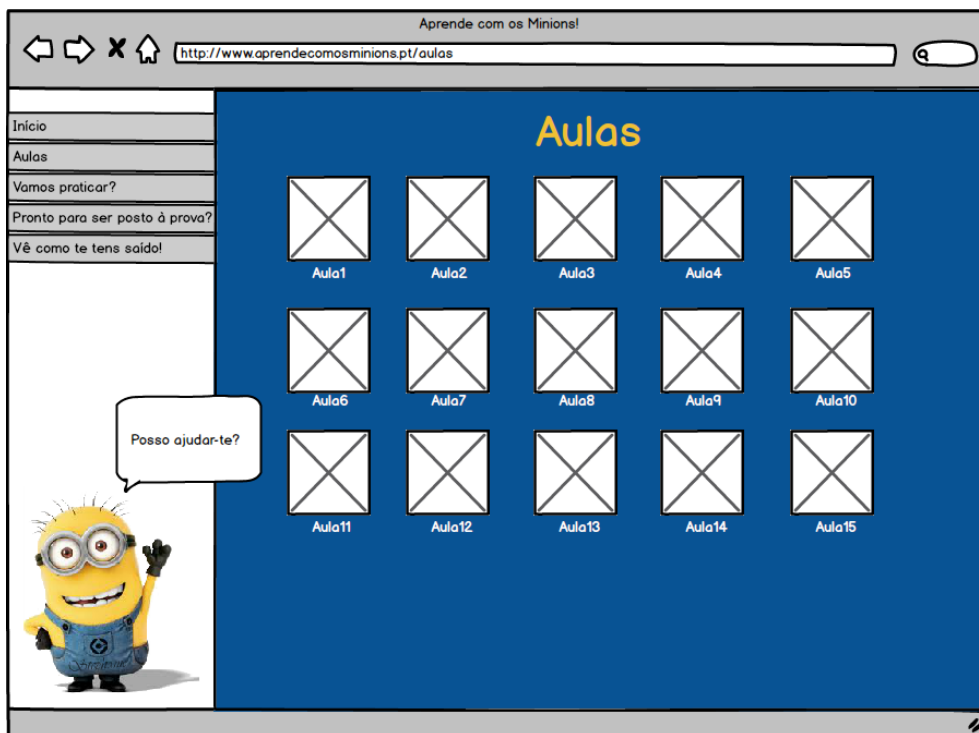 Aprende com os Minions!
http://www.aprendecomosminions.pt/aulas
Início
Aulas
Vamos praticar?
Pronto para ser posto à prova?
Vê como te tens saído!
Posso ajudar-te?
Aulas
Aula1 Aula2 Aula3 Aula4 Aula5
Aula6 Aula7 Aula8 Aula9 Aula10
Aula11 Aula12 Aula13 Aula14 Aula15